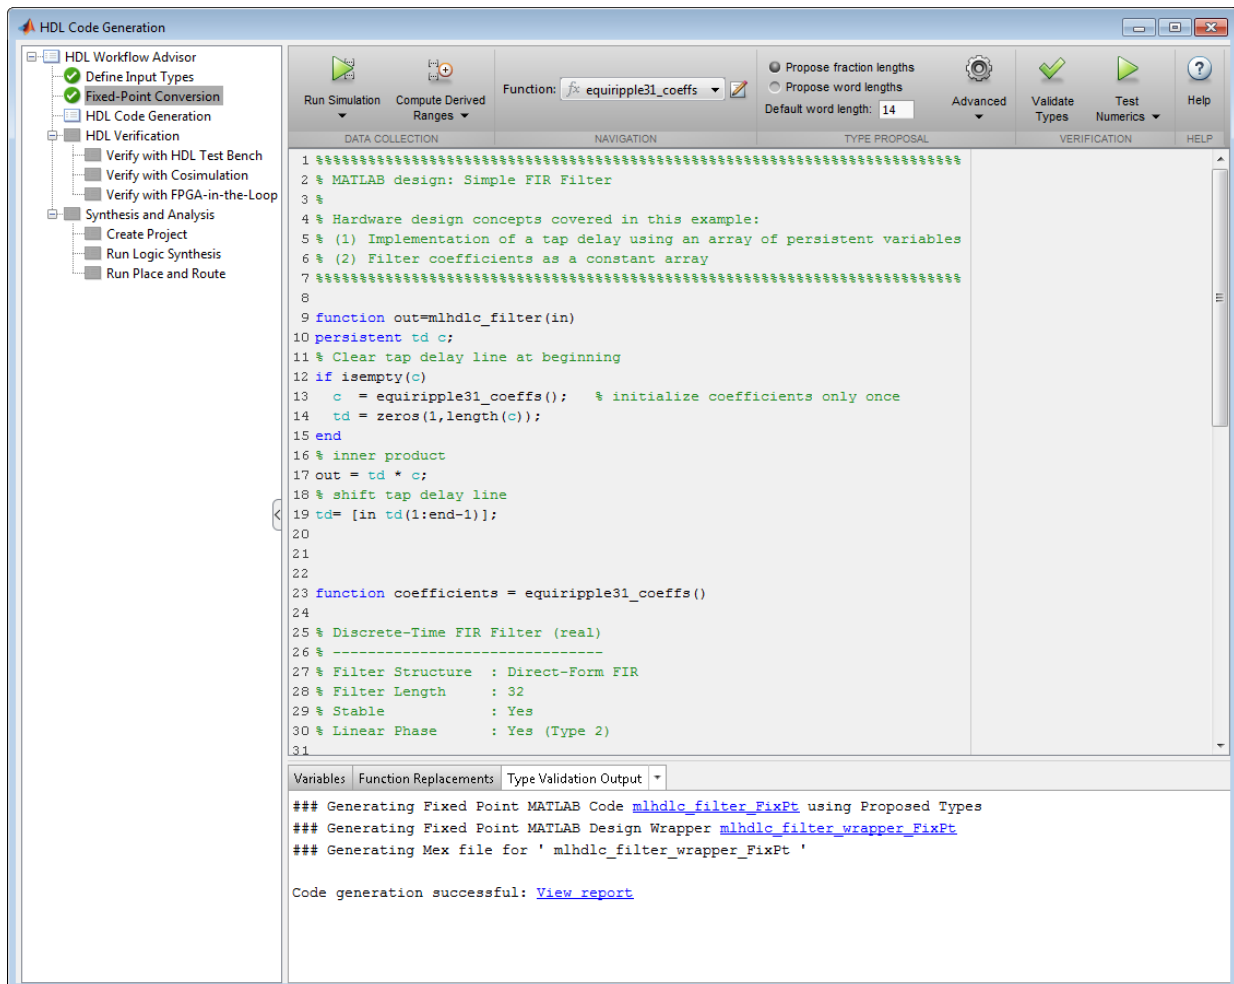 HDL Code Generation
HDL Workflow Advisor
Define Input Types
Fixed-Point Conversion
HDL Code Generation
HDL Verification
Verify with HDL Test Bench
Verify with Cosimulation
Verify with FPGA-in-the-Loop
Synthesis and Analysis
Create Project
Run Logic Synthesis
Run Place and Route
Run Simulation
Compute Derived
Ranges
DATA COLLECTION
Function: fx equiripple31_coeffs
NAVIGATION
Propose fraction lengths
Propose word lengths
Default word length: 14
Advanced
TYPE PROPOSAL
Validate
Types
Test
Numerics
VERIFICATION
Help
HELP
1 %%%%%%%%%%%%%%%%%%%%%%%%%%%%%%%%%%%%%%%%%%%%%%%%%%%%%%%%%%%%%%%%%%%%%%%%%%
2 % MATLAB design: Simple FIR Filter
3 %
4 % Hardware design concepts covered in this example:
5 % (1) Implementation of a tap delay using an array of persistent variables
6 % (2) Filter coefficients as a constant array
7 %%%%%%%%%%%%%%%%%%%%%%%%%%%%%%%%%%%%%%%%%%%%%%%%%%%%%%%%%%%%%%%%%%%%%%%%%%
8
9 function out=mlhdlc_filter(in)
10 persistent td c;
11 % Clear tap delay line at beginning
12 if isempty(c)
13   c  = equiripple31_coeffs();   % initialize coefficients only once
14   td = zeros(1,length(c));
15 end
16 % inner product
17 out = td * c;
18 % shift tap delay line
19 td= [in td(1:end-1)];
20
21
22
23 function coefficients = equiripple31_coeffs()
24
25 % Discrete-Time FIR Filter (real)
26 % -------------------------------
27 % Filter Structure  : Direct-Form FIR
28 % Filter Length     : 32
29 % Stable            : Yes
30 % Linear Phase      : Yes (Type 2)
31
Variables
Function Replacements
Type Validation Output
### Generating Fixed Point MATLAB Code mlhdlc_filter_FixPt using Proposed Types
### Generating Fixed Point MATLAB Design Wrapper mlhdlc_filter_wrapper_FixPt
### Generating Mex file for ' mlhdlc_filter_wrapper_FixPt '
Code generation successful: View report